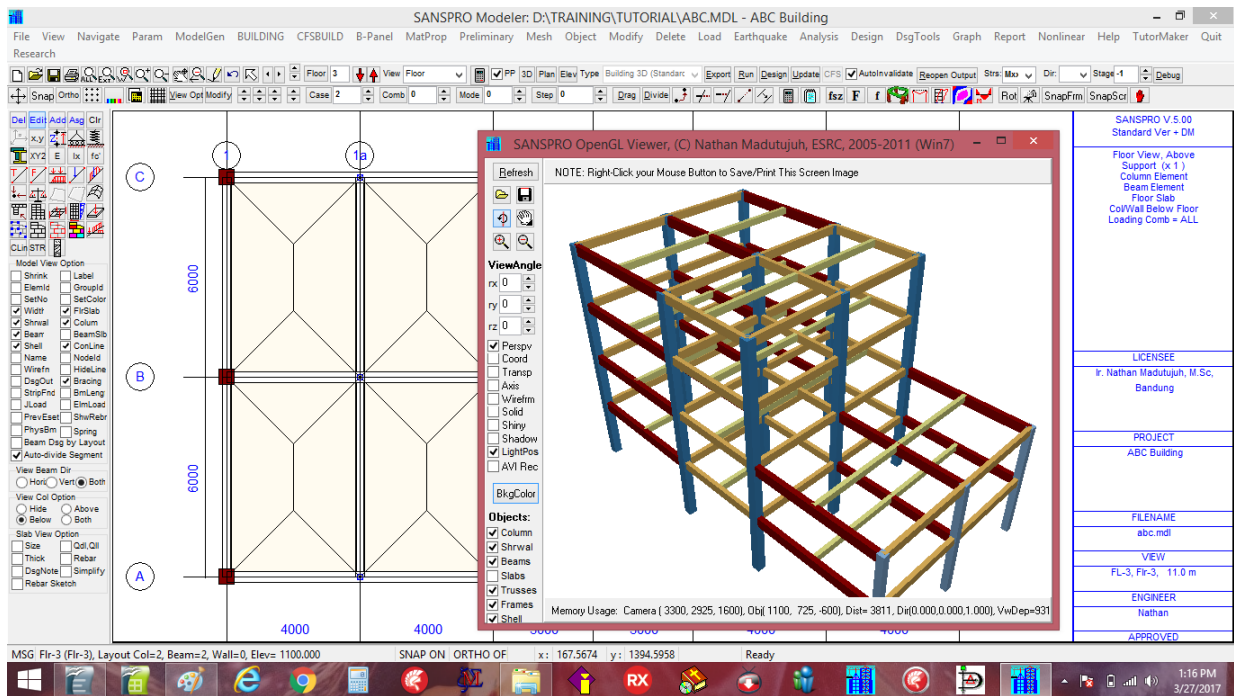 SANSPRO Modeler: D:\TRAINING\TUTORIAL\ABC.MDL - ABC Building
File View Navigate Param ModelGen BUILDING CFSBUILD B-Panel MatProp Preliminary Mesh Object Modify Delete Load Earthquake Analysis Design DsgTools Graph Report Nonlinear Help TutorMaker Quit
Research
Floor 3 View Floor PP 3D Plan Elev Type Building 3D (Standarc Export Run Design Update CFS AutoInvalidate Reopen Output Strs: Mx> Dir: Stage -1 Debug
Snap Ortho View Opt Modify Case 2 Comb 0 Mode 0 Step 0 Drag Divide fsz F f Rot SnapFrm SnapScr
Del Edit Add Asg Clr
x,y
XY2 E Ix fc'
CLin STR
Model View Option
Shrink Label
ElemId GroupId
SetNo SetColor
Width FlrSlab
Shrwal Colum
Bearr BeamSlb
Shell ConLine
Name NodeId
Wirefn HideLine
DsgOut Bracing
StripFnd BmLeng
JLoad ElmLoad
PrevEset ShwRebr
PhysBm Spring
Beam Dsg by Layout
Auto-divide Segment
View Beam Dir
Hori Vert Both
View Col Option
Hide Above
Below Both
Slab View Option
Size Qdl,Qll
Thick Rebar
DsgNote Simplify
Rebar Sketch
1 1a
C
6000
B
6000
A
4000 4000
SANSPRO OpenGL Viewer, (C) Nathan Madutujuh, ESRC, 2005-2011 (Win7)
Refresh NOTE: Right-Click your Mouse Button to Save/Print This Screen Image
ViewAngle
rx 0
ry 0
rz 0
Perspv
Coord
Transp
Axis
Wirefrm
Solid
Shiny
Shadow
LightPos
AVI Rec
BkgColor
Objects:
Column
Shrwal
Beams
Slabs
Trusses
Frames
Shell
Memory Usage: Camera ( 3300, 2925, 1600), Obj( 1100, 725, -600), Dist= 3811, Dir(0.000,0.000,1.000), VwDep=931
SANSPRO V.5.00
Standard Ver + DM
Floor View, Above
Support (x 1 )
Column Element
Beam Element
Floor Slab
Col/Wall Below Floor
Loading Comb = ALL
LICENSEE
Ir. Nathan Madutujuh, M.Sc,
Bandung
PROJECT
ABC Building
FILENAME
abc.mdl
VIEW
FL-3, Flr-3, 11.0 m
ENGINEER
Nathan
APPROVED
MSG Flr-3 (Flr-3), Layout Col=2, Beam=2, Wall=0, Elev= 1100.000 SNAP ON ORTHO OF x: 167.5674 y: 1394.5958 Ready
RX
1:16 PM
3/27/2017